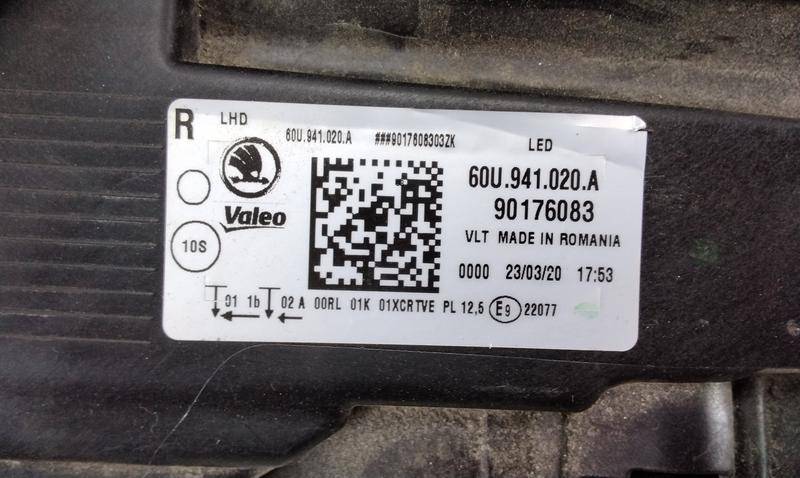 R LHD
60U.941.020.A ###9017608303ZK
LED
60U.941.020.A
90176083
Valeo
10S
VLT MADE IN ROMANIA
0000 23/03/20 17:53
01 1b 02 A 00RL 01K 01XCRTVE PL 12,5 E9 22077